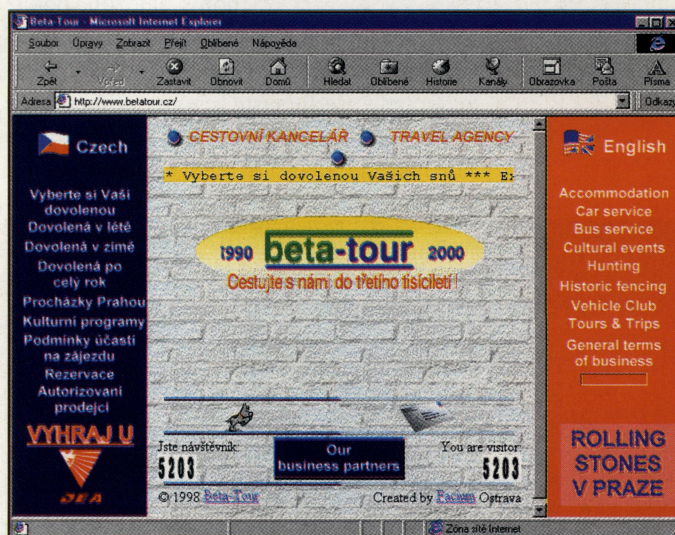 Beta-Tour - Microsoft Internet Explorer
Soubor Úpravy Zobrazit Přejít Oblíbené Nápověda
Zpět Vpřed Zastavit Obnovit Domů Hledat Oblíbené Historie Kanály Obrazovka Pošta Písma
Adresa http://www.betatour.cz/ Odkazy
Czech
Vyberte si Vaši
dovolenou
Dovolená v létě
Dovolená v zimě
Dovolená po
celý rok
Procházky Prahou
Kulturní programy
Podmínky účasti
na zájezdu
Rezervace
Autorizovaní
prodejci
VYHRAJ U
CESTOVNÍ KANCELÁŘ TRAVEL AGENCY
* Vyberte si dovolenou Vašich snů ***
1990 beta-tour 2000
Cestujte s námi do třetího tisíciletí !
Jste návštěvník:
5203
Our
business partners
You are visitor:
5203
© 1998 Beta-Tour
Created by Factum Ostrava
English
Accommodation
Car service
Bus service
Cultural events
Hunting
Historic fencing
Vehicle Club
Tours & Trips
General terms
of business
ROLLING
STONES
V PRAZE
Zóna sítě Internet